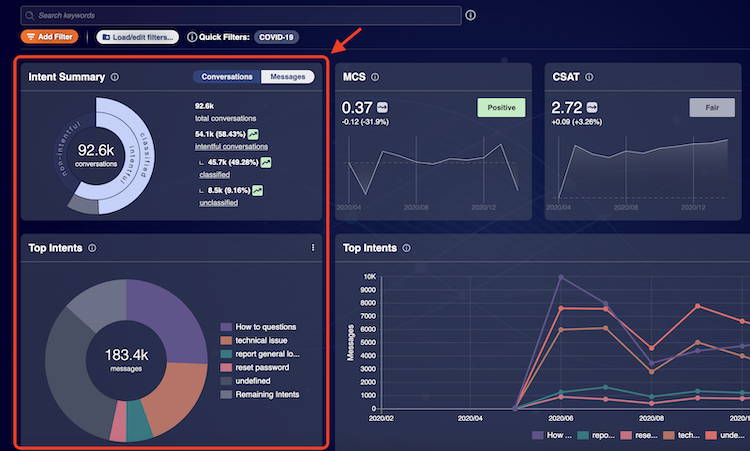 Search keywords
Add Filter
Load/edit filters...
Quick Filters:
COVID-19
Intent Summary
Conversations
Messages
non-intentful
intentful
classified
92.6k
conversations
92.6k
total conversations
54.1k (58.43%)
intentful conversations
45.7k (49.28%)
classified
8.5k (9.16%)
unclassified
MCS
0.37
-0.12 (-31.9%)
Positive
2020/04
2020/08
2020/12
CSAT
2.72
+0.09 (+3.26%)
Fair
2020/04
2020/08
2020/12
Top Intents
183.4k
messages
How to questions
technical issue
report general lo...
reset password
undefined
Remaining Intents
Top Intents
Messages
10K
9000
8000
7000
6000
5000
4000
3000
2000
1000
0
2020/02
2020/04
2020/06
2020/08
2020/10
How ...
repo...
rese...
tech...
unde...